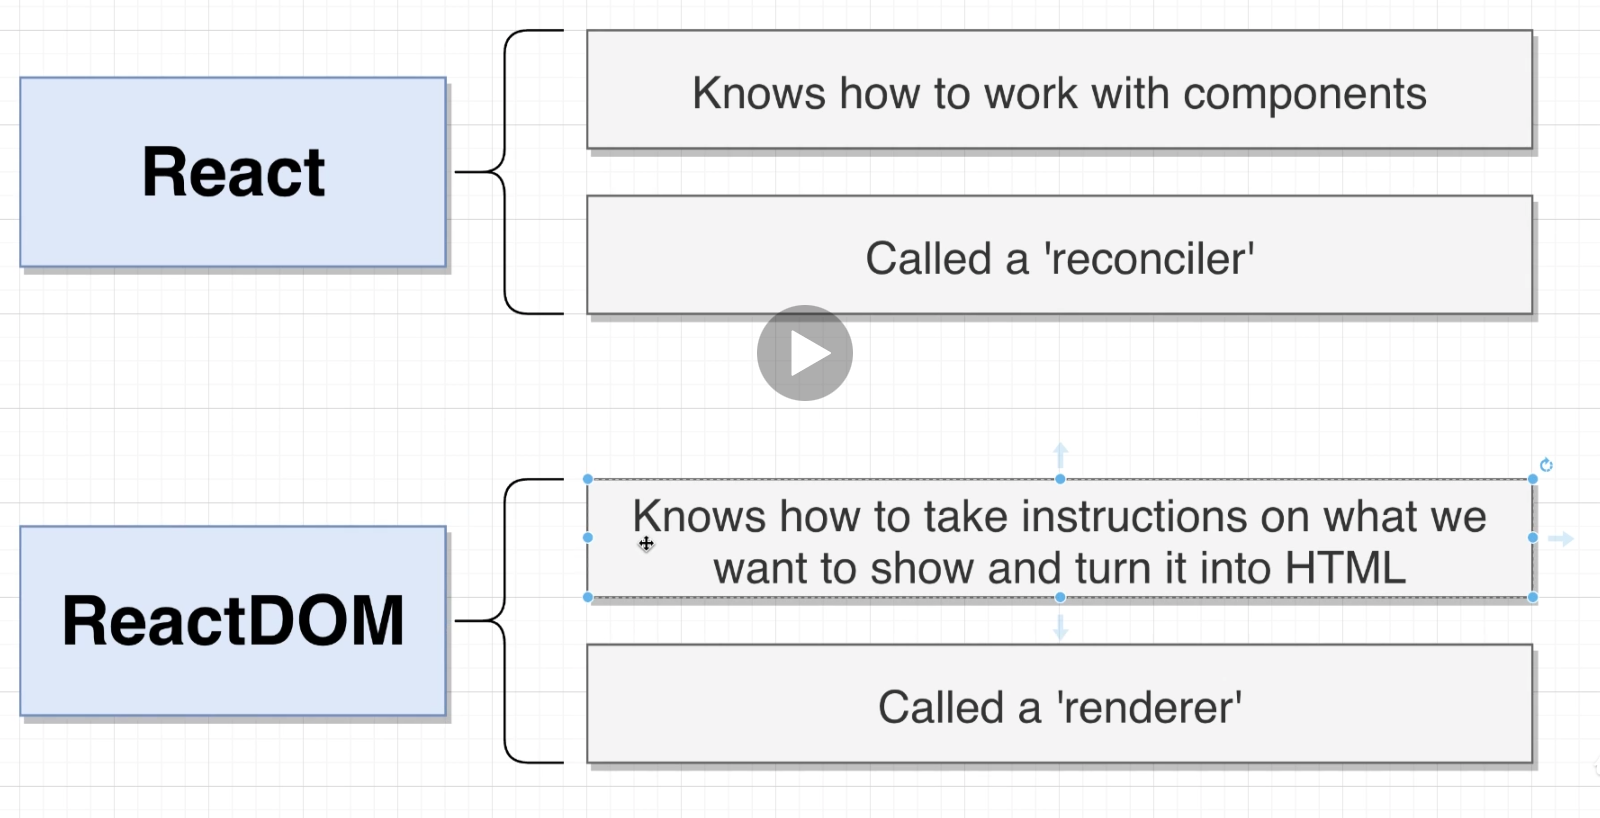 React
Knows how to work with components
Called a 'reconciler'
ReactDOM
Knows how to take instructions on what we
want to show and turn it into HTML
Called a 'renderer'